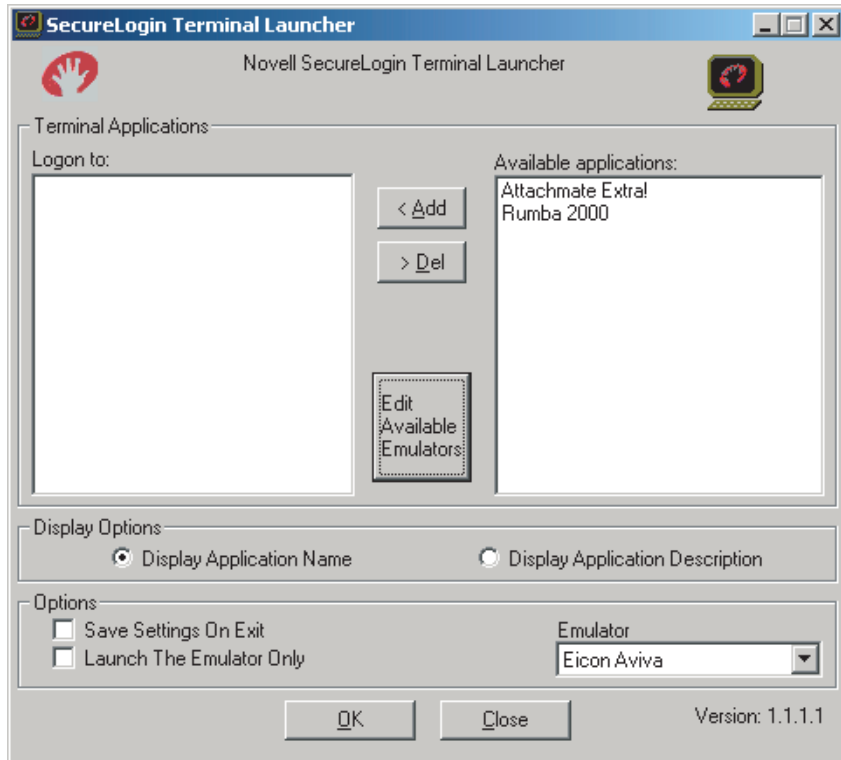 SecureLogin Terminal Launcher
Novell SecureLogin Terminal Launcher
Terminal Applications
Logon to:
Available applications:
Attachmate Extra!
Rumba 2000
< Add
> Del
Edit
Available
Emulators
Display Options
Display Application Name
Display Application Description
Options
Save Settings On Exit
Launch The Emulator Only
Emulator
Eicon Aviva
OK
Close
Version: 1.1.1.1